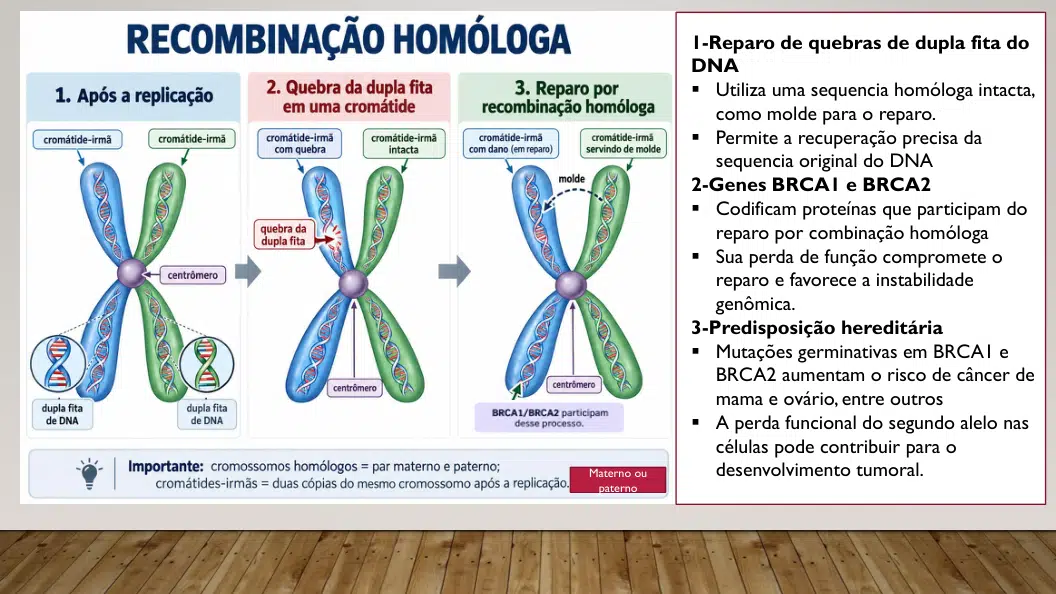 RECOMBINAÇÃO HOMÓLOGA
1. Após a replicação
cromátide-irmã
cromátide-irmã
centrômero
dupla fita
de DNA
dupla fita
de DNA
2. Quebra da dupla fita
em uma cromátide
cromátide-irmã
com quebra
cromátide-irmã
intacta
quebra da
dupla fita
centrômero
3. Reparo por
recombinação homóloga
cromátide-irmã
com dano (em reparo)
cromátide-irmã
servindo de molde
molde
centrômero
BRCA1/BRCA2 participam
desse processo.
Importante: cromossomos homólogos = par materno e paterno;
cromátides-irmãs = duas cópias do mesmo cromossomo após a replicação.
Materno ou
paterno
1-Reparo de quebras de dupla fita do
DNA
▪ Utiliza uma sequencia homóloga intacta,
como molde para o reparo.
▪ Permite a recuperação precisa da
sequencia original do DNA
2-Genes BRCA1 e BRCA2
▪ Codificam proteínas que participam do
reparo por combinação homóloga
▪ Sua perda de função compromete o
reparo e favorece a instabilidade
genômica.
3-Predisposição hereditária
▪ Mutações germinativas em BRCA1 e
BRCA2 aumentam o risco de câncer de
mama e ovário, entre outros
▪ A perda funcional do segundo alelo nas
células pode contribuir para o
desenvolvimento tumoral.